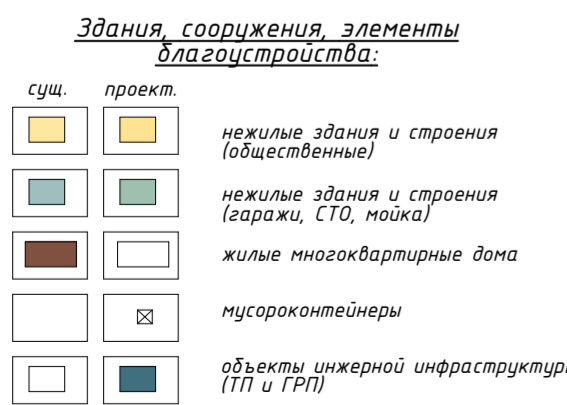 Здания, сооружения, элементы
благоустройства:
сущ. проект.
нежилые здания и строения
(общественные)
нежилые здания и строения
(гаражи, СТО, мойка)
жилые многоквартирные дома
мусороконтейнеры
объекты инжерной инфраструктуры
(ТП и ГРП)